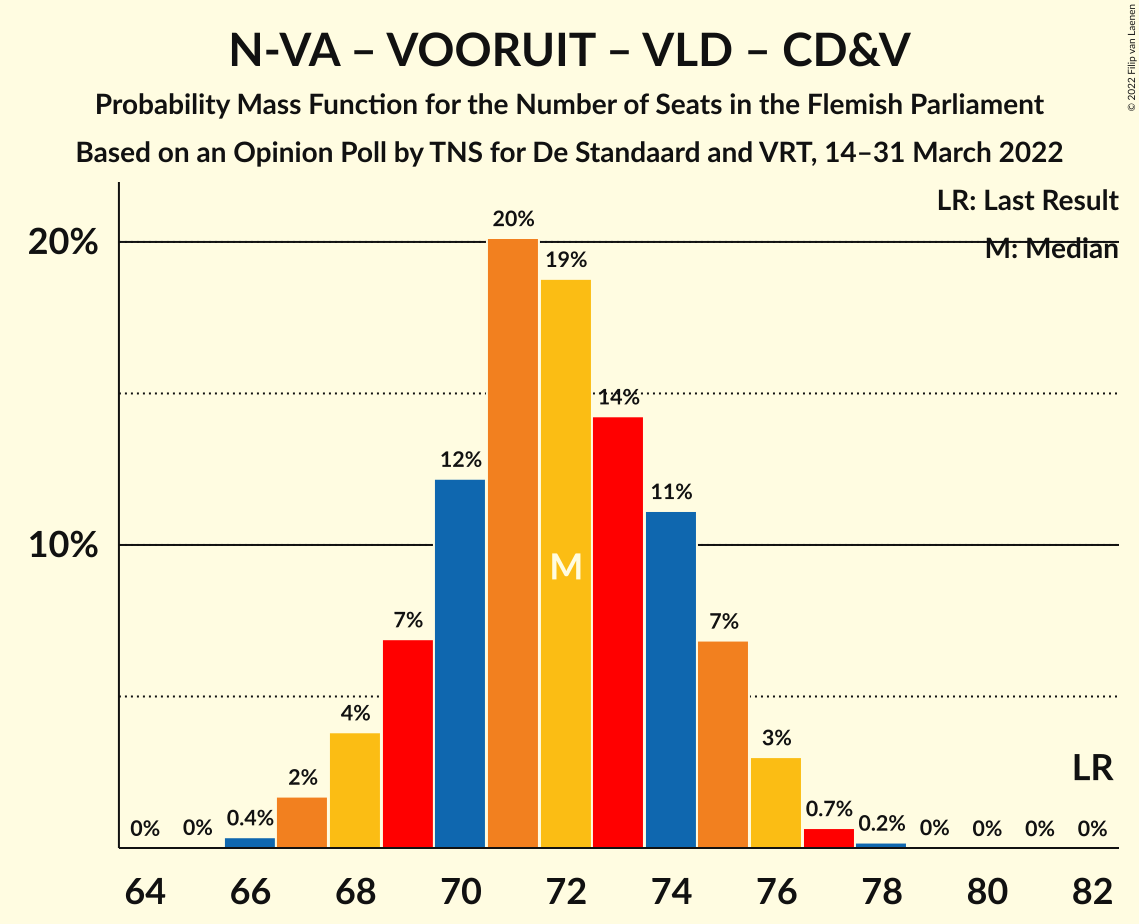 N-VA – VOORUIT – VLD – CD&V
Probability Mass Function for the Number of Seats in the Flemish Parliament
Based on an Opinion Poll by TNS for De Standaard and VRT, 14–31 March 2022
© 2022 Filip van Laenen
LR: Last Result
M: Median
20%
10%
0% 0% 0.4% 2% 4% 7% 12% 20% 19% 14% 11% 7% 3% 0.7% 0.2% 0% 0% 0% 0%
M
LR
64 66 68 70 72 74 76 78 80 82